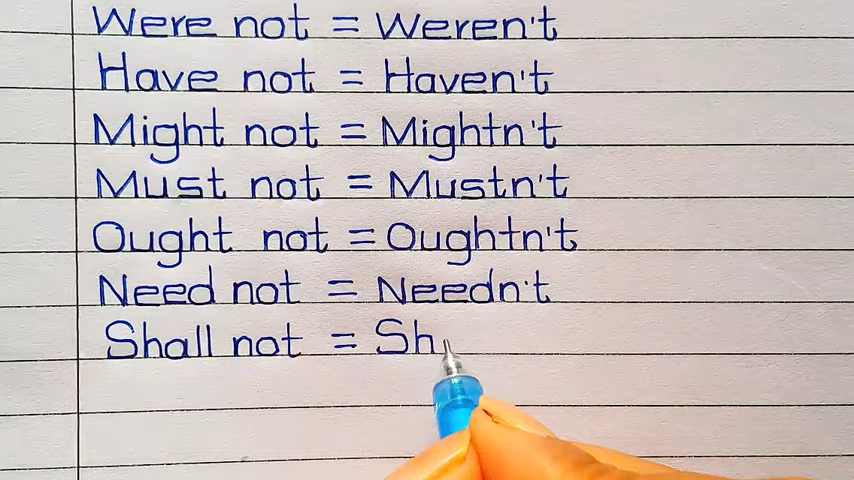 Were not = Weren't
Have not = Haven't
Might not = Mightn't
Must not = Mustn't
Ought not = Oughtn't
Need not = Needn't
Shall not = Sh